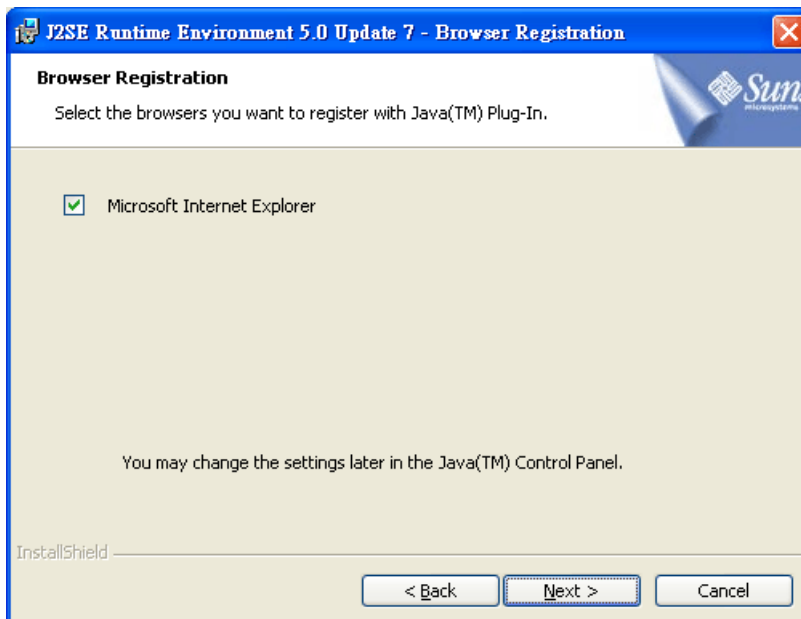 J2SE Runtime Environment 5.0 Update 7 - Browser Registration
Browser Registration
Select the browsers you want to register with Java(TM) Plug-In.
Sun
microsystems
Microsoft Internet Explorer
You may change the settings later in the Java(TM) Control Panel.
InstallShield
< Back
Next >
Cancel